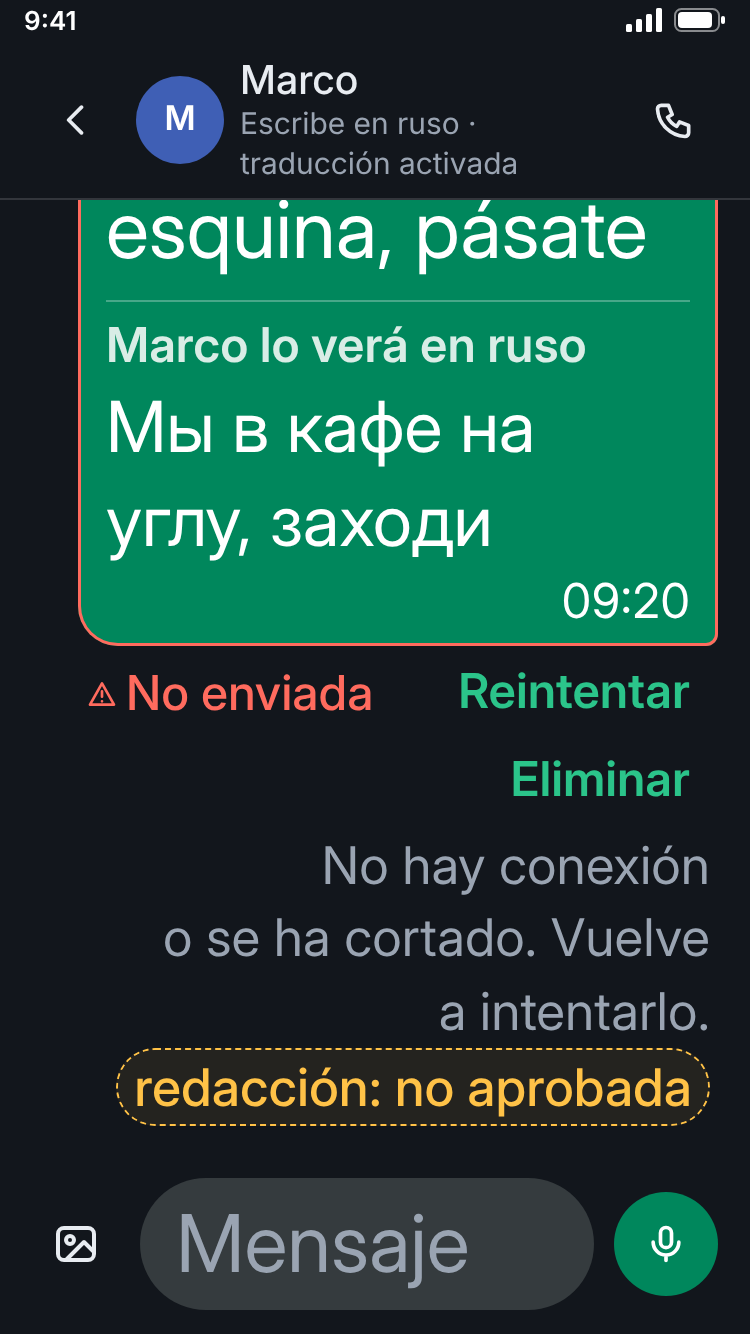 9:41
M
Marco
Escribe en ruso ·
traducción activada
esquina, pásate
Marco lo verá en ruso
Мы в кафе на
углу, заходи
09:20
No enviada
Reintentar
Eliminar
No hay conexión
o se ha cortado. Vuelve
a intentarlo.
redacción: no aprobada
Mensaje